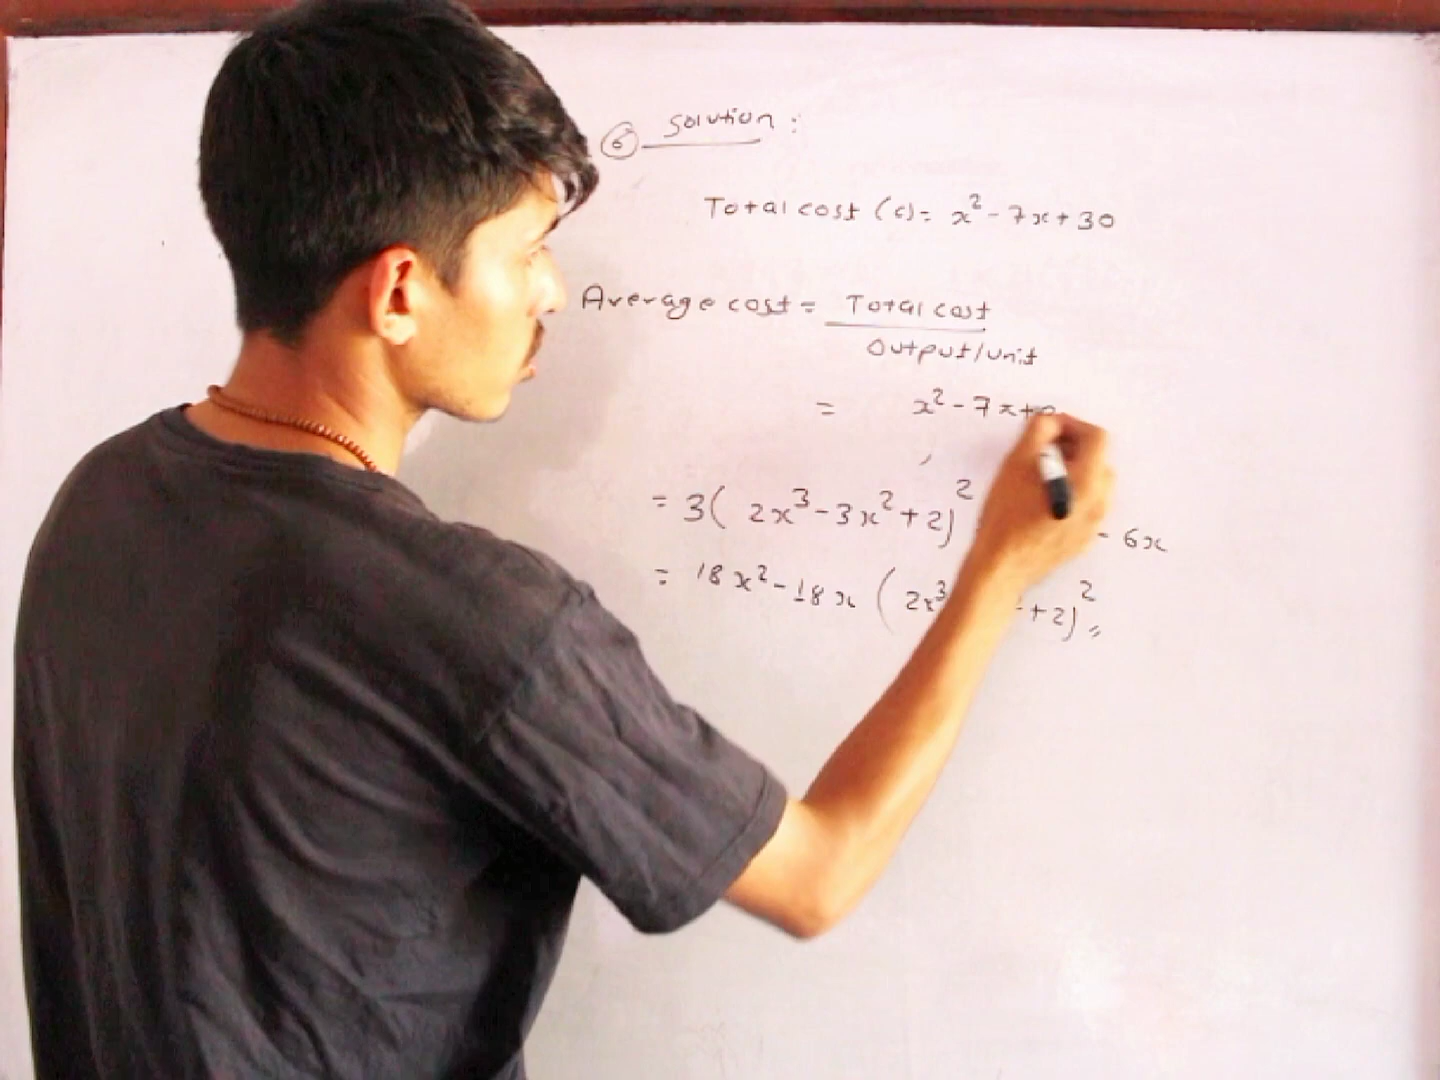 6 Solution:
Total cost (c) = x² - 7x + 30
Average cost = Total cost
Output/unit
= x² - 7x +
= 3( 2x³ - 3x² + 2)² - 6x
= 18x² - 18x ( 2x³ + 2)²